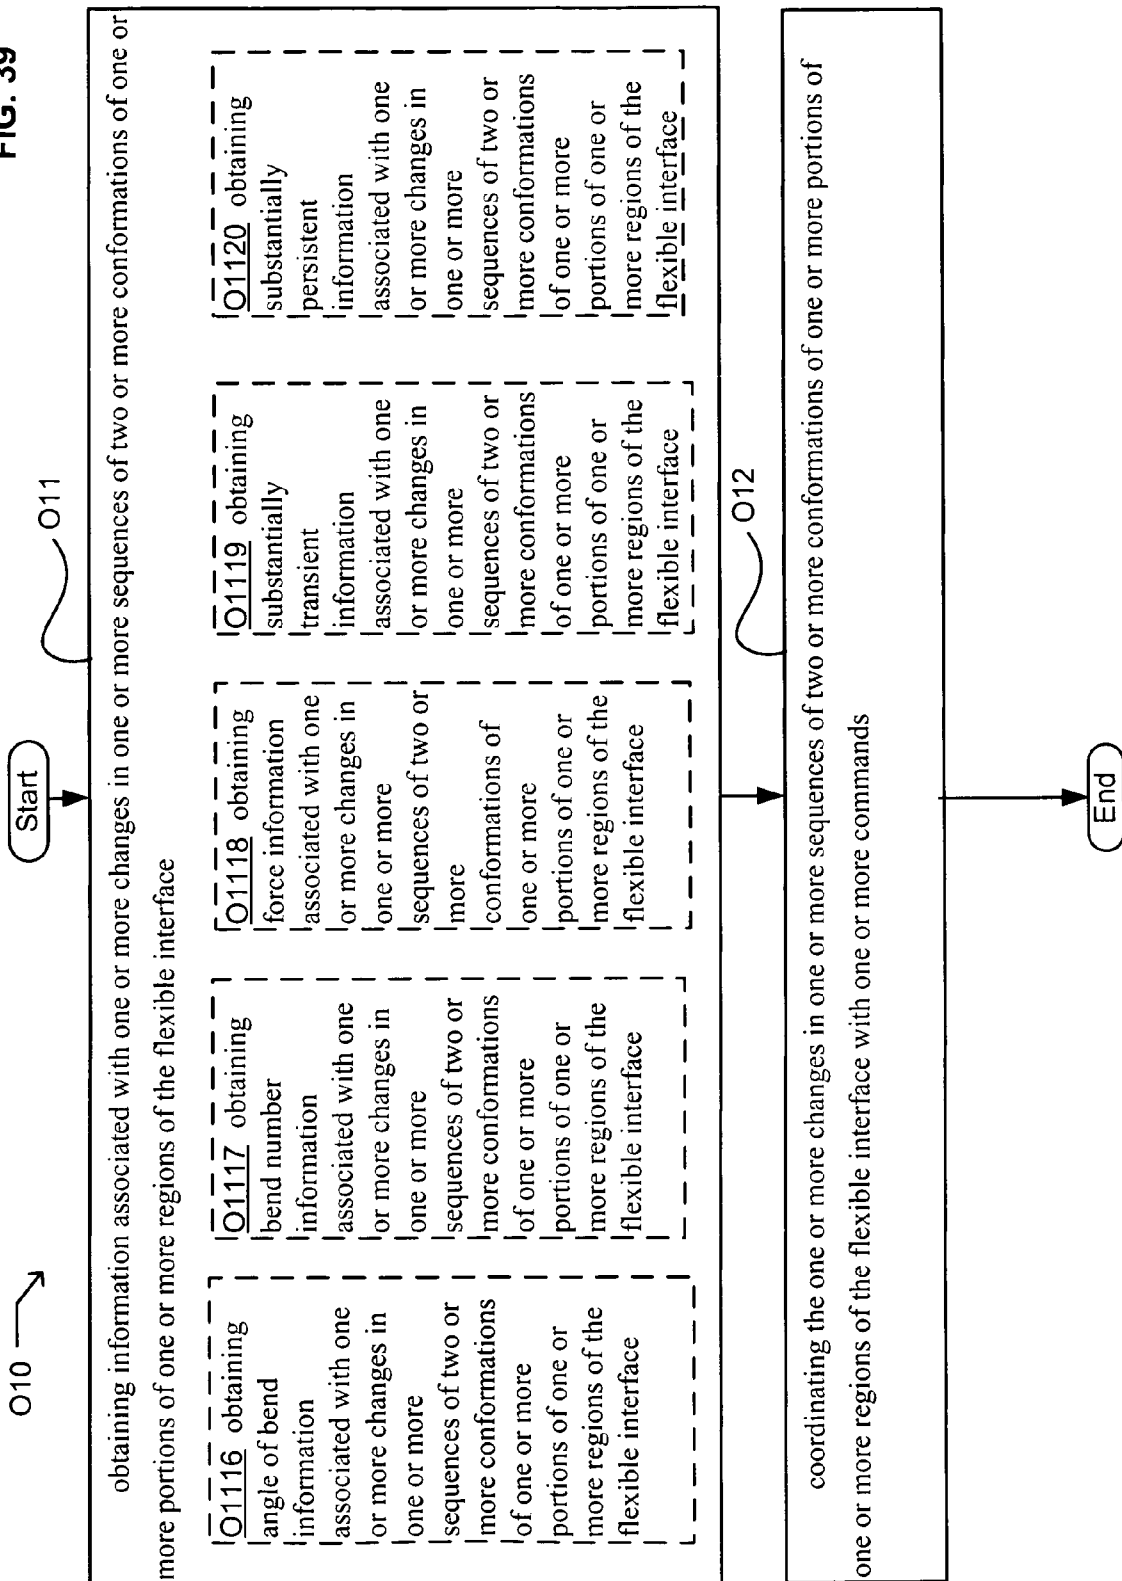 FIG. 39
O10
Start
O11
obtaining information associated with one or more changes in one or more sequences of two or more conformations of one or
more portions of one or more regions of the flexible interface
O1116 obtaining
angle of bend
information
associated with one
or more changes in
one or more
sequences of two or
more conformations
of one or more
portions of one or
more regions of the
flexible interface
O1117 obtaining
bend number
information
associated with one
or more changes in
one or more
sequences of two or
more conformations
of one or more
portions of one or
more regions of the
flexible interface
O1118 obtaining
force information
associated with one
or more changes in
one or more
sequences of two or
more
conformations of
one or more
portions of one or
more regions of the
flexible interface
O1119 obtaining
substantially
transient
information
associated with one
or more changes in
one or more
sequences of two or
more conformations
of one or more
portions of one or
more regions of the
flexible interface
O1120 obtaining
substantially
persistent
information
associated with one
or more changes in
one or more
sequences of two or
more conformations
of one or more
portions of one or
more regions of the
flexible interface
O12
coordinating the one or more changes in one or more sequences of two or more conformations of one or more portions of
one or more regions of the flexible interface with one or more commands
End